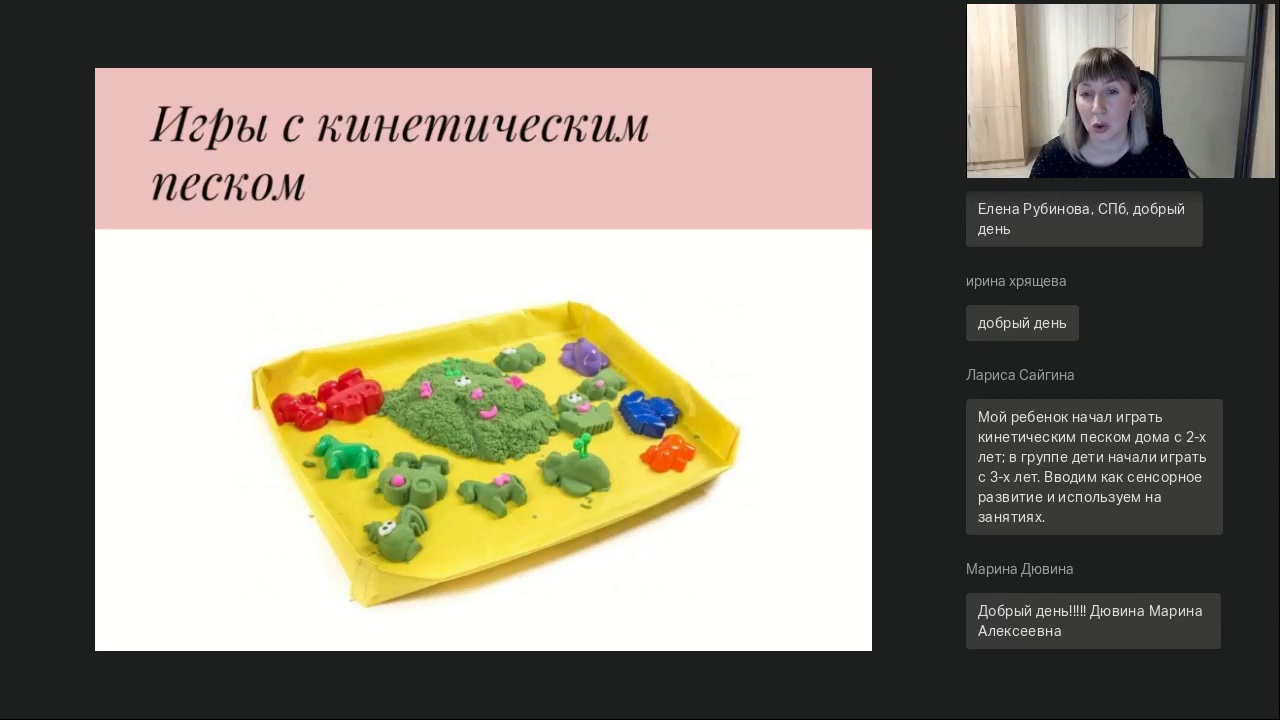 Игры с кинетическим
песком
Елена Рубинова, СПб, добрый
день
ирина хрящева
добрый день
Лариса Сайгина
Мой ребенок начал играть
кинетическим песком дома с 2-х
лет; в группе дети начали играть
с 3-х лет. Вводим как сенсорное
развитие и используем на
занятиях.
Марина Дювина
Добрый день!!!!! Дювина Марина
Алексеевна